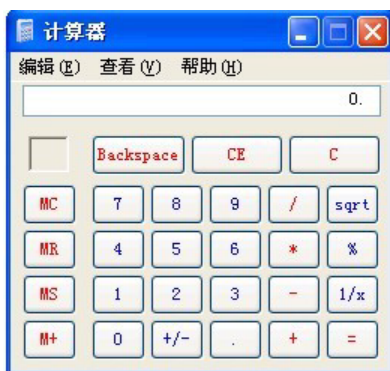 计算器
编辑(E) 查看(V) 帮助(H)
0.
Backspace CE C
MC 7 8 9 / sqrt
MR 4 5 6 * %
MS 1 2 3 - 1/x
M+ 0 +/- . + =